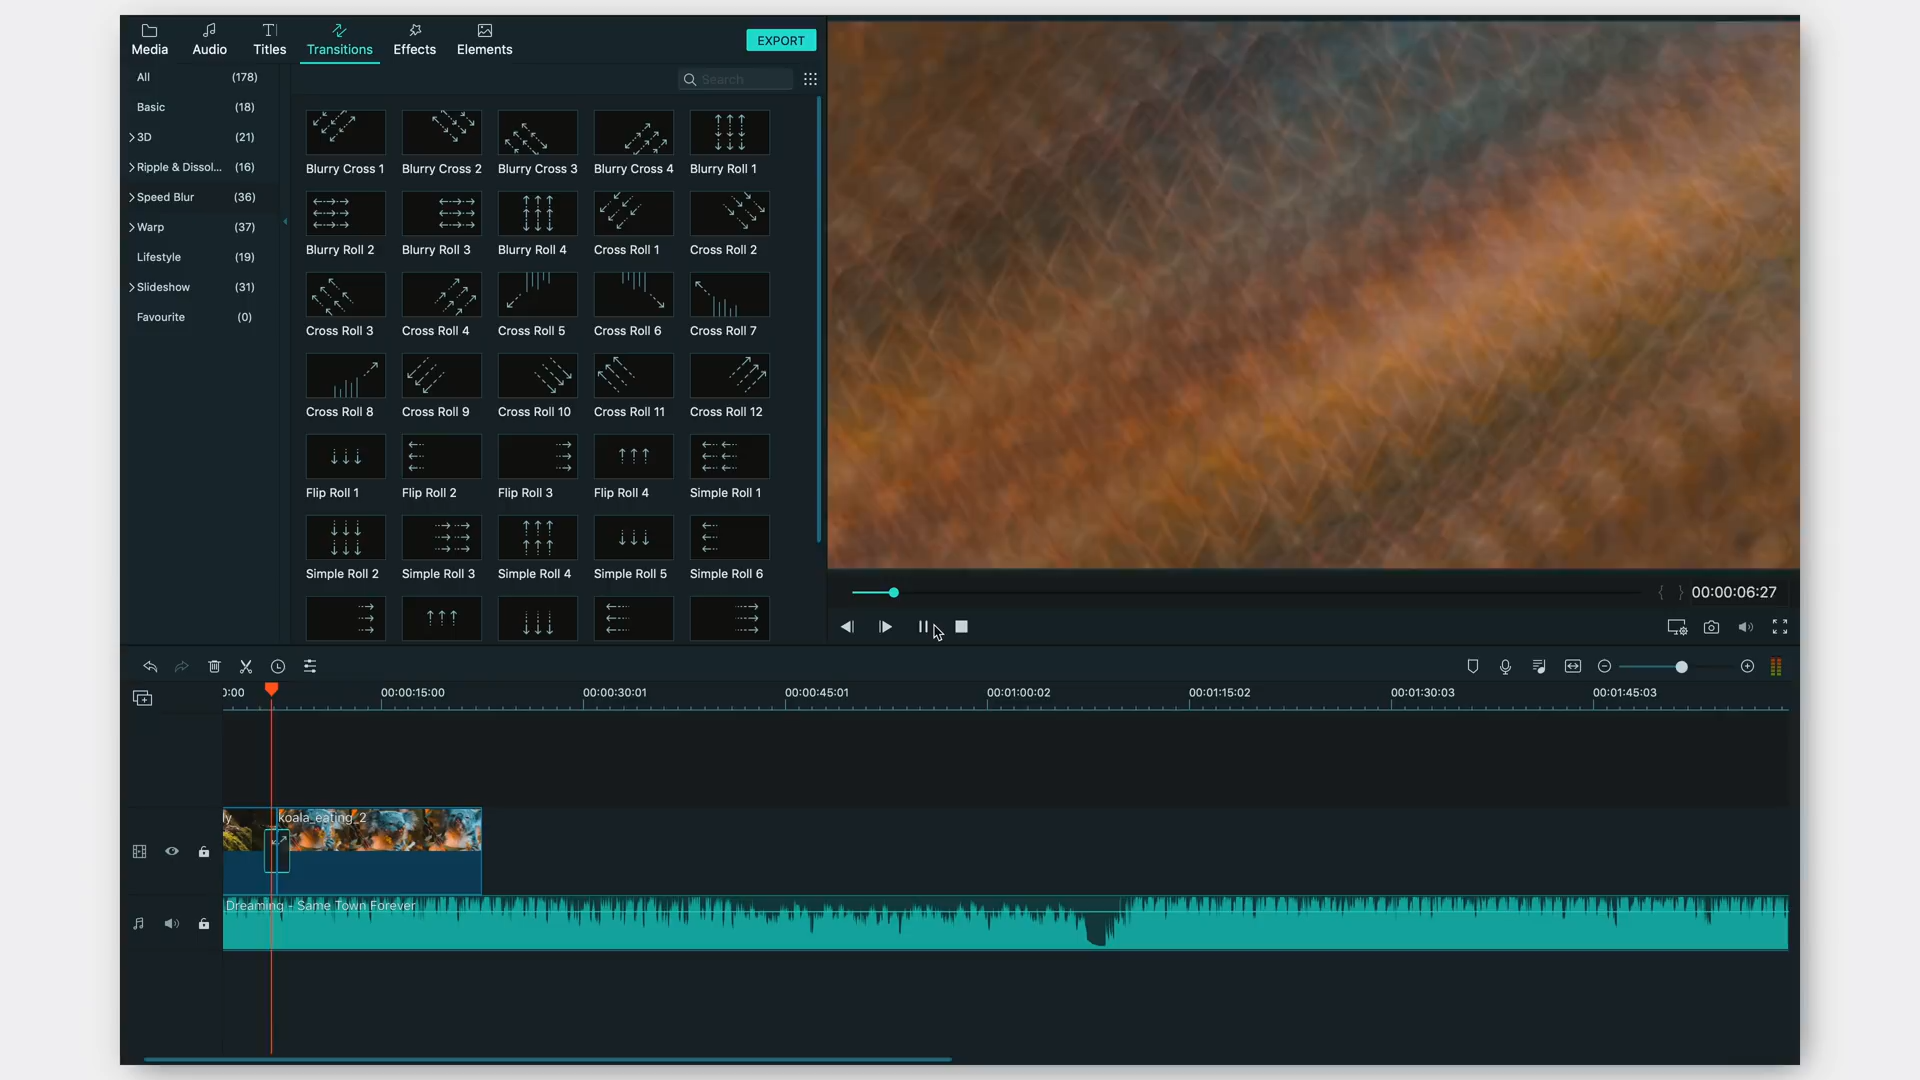 Media Audio Titles Transitions Effects Elements
EXPORT
All (178)
Search
Basic (18)
3D (21)
Ripple & Dissol... (16)
Speed Blur (36)
Warp (37)
Lifestyle (19)
Slideshow (31)
Favourite (0)
Blurry Cross 1 Blurry Cross 2 Blurry Cross 3 Blurry Cross 4 Blurry Roll 1
Blurry Roll 2 Blurry Roll 3 Blurry Roll 4 Cross Roll 1 Cross Roll 2
Cross Roll 3 Cross Roll 4 Cross Roll 5 Cross Roll 6 Cross Roll 7
Cross Roll 8 Cross Roll 9 Cross Roll 10 Cross Roll 11 Cross Roll 12
Flip Roll 1 Flip Roll 2 Flip Roll 3 Flip Roll 4 Simple Roll 1
Simple Roll 2 Simple Roll 3 Simple Roll 4 Simple Roll 5 Simple Roll 6
{ } 00:00:06:27
0:00 00:00:15:00 00:00:30:01 00:00:45:01 00:01:00:02 00:01:15:02 00:01:30:03 00:01:45:03
ly koala_eating_2
Dreaming - Same Town Forever